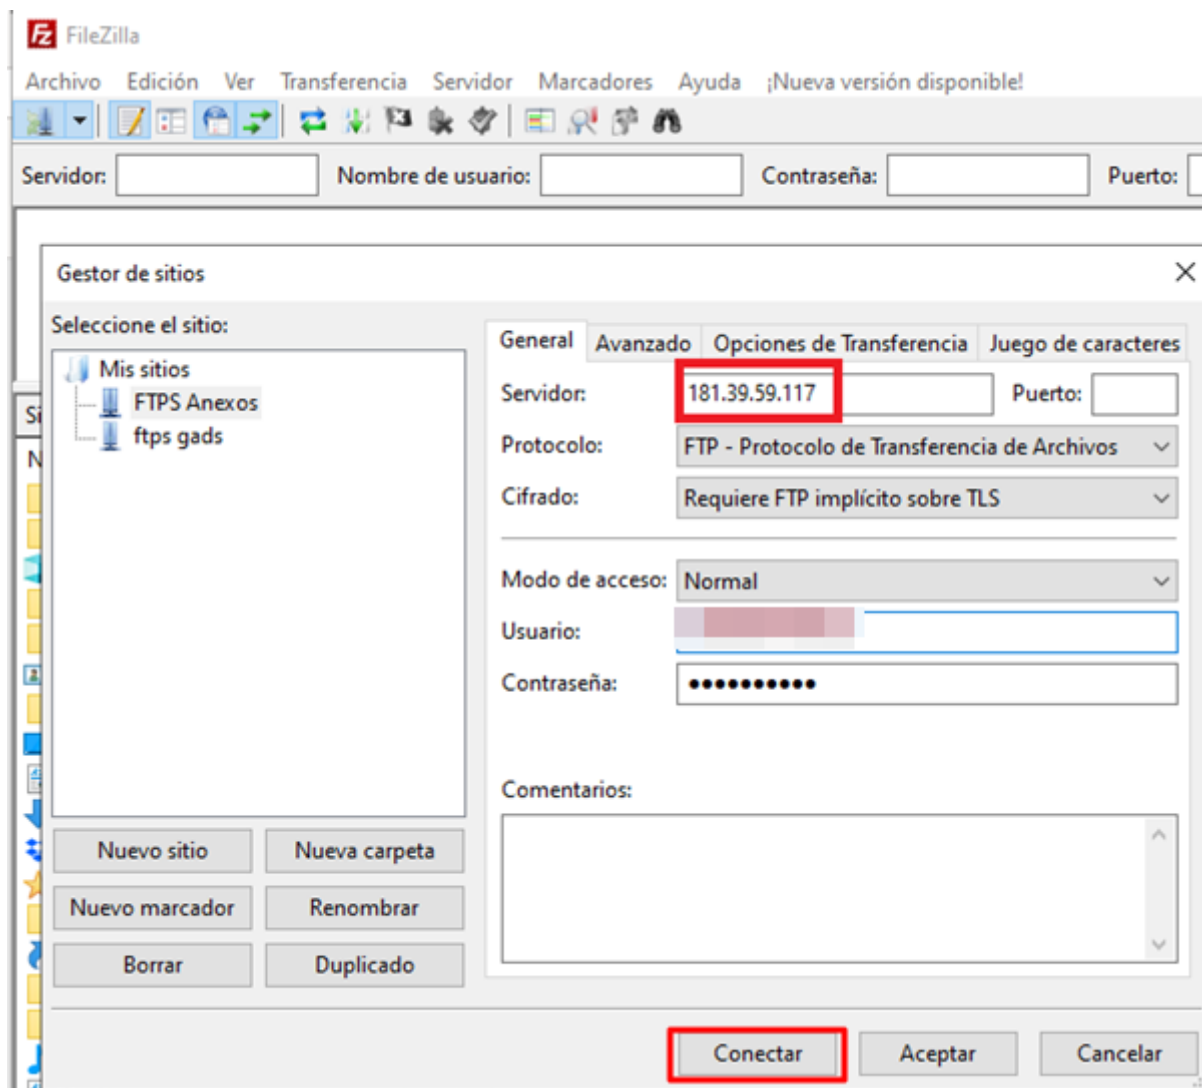 FileZilla
Archivo Edición Ver Transferencia Servidor Marcadores Ayuda ¡Nueva versión disponible!
Servidor: Nombre de usuario: Contraseña: Puerto:
Gestor de sitios
Seleccione el sitio:
Mis sitios
FTPS Anexos
ftps gads
General Avanzado Opciones de Transferencia Juego de caracteres
Servidor: 181.39.59.117 Puerto:
Protocolo: FTP - Protocolo de Transferencia de Archivos
Cifrado: Requiere FTP implícito sobre TLS
Modo de acceso: Normal
Usuario:
Contraseña: ●●●●●●●●●●
Comentarios:
Nuevo sitio Nueva carpeta
Nuevo marcador Renombrar
Borrar Duplicado
Conectar Aceptar Cancelar